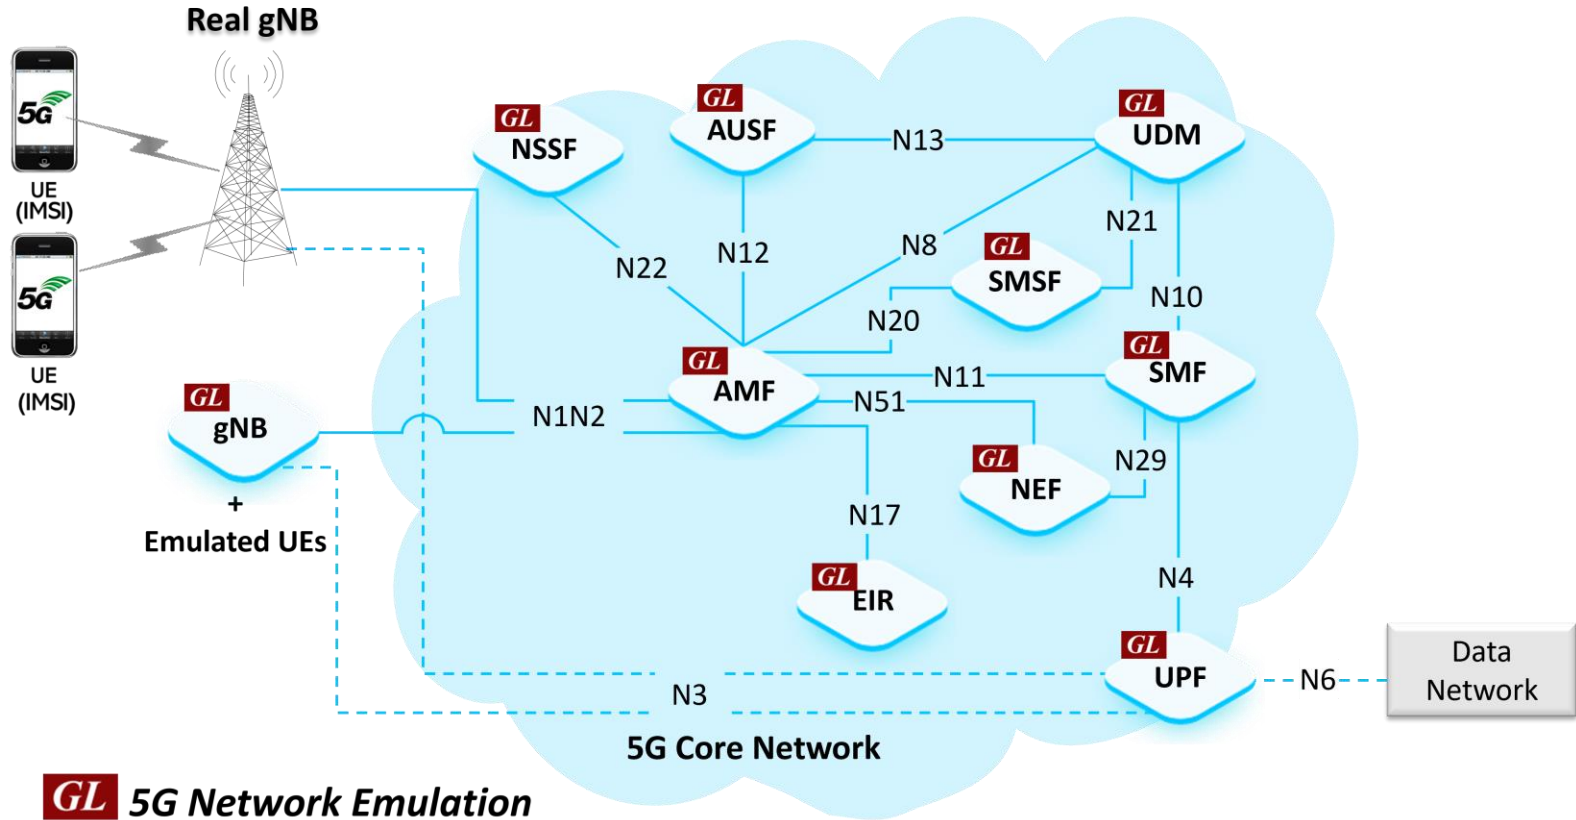 Real gNB
5G
UE
(IMSI)
5G
UE
(IMSI)
GL
NSSF
GL
AUSF
N13
GL
UDM
N22
N12
N8
N21
GL
SMSF
N20
N10
GL
AMF
N11
GL
SMF
N51
GL
gNB
+
Emulated UEs
N1N2
GL
NEF
N29
N17
GL
EIR
N4
GL
UPF
N3
N6
Data
Network
5G Core Network
GL 5G Network Emulation